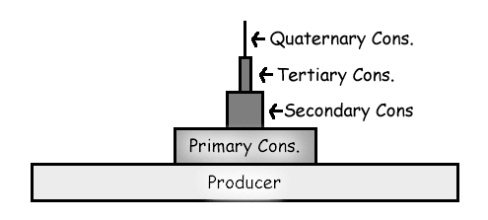 Quaternary Cons.
Tertiary Cons.
Secondary Cons
Primary Cons.
Producer